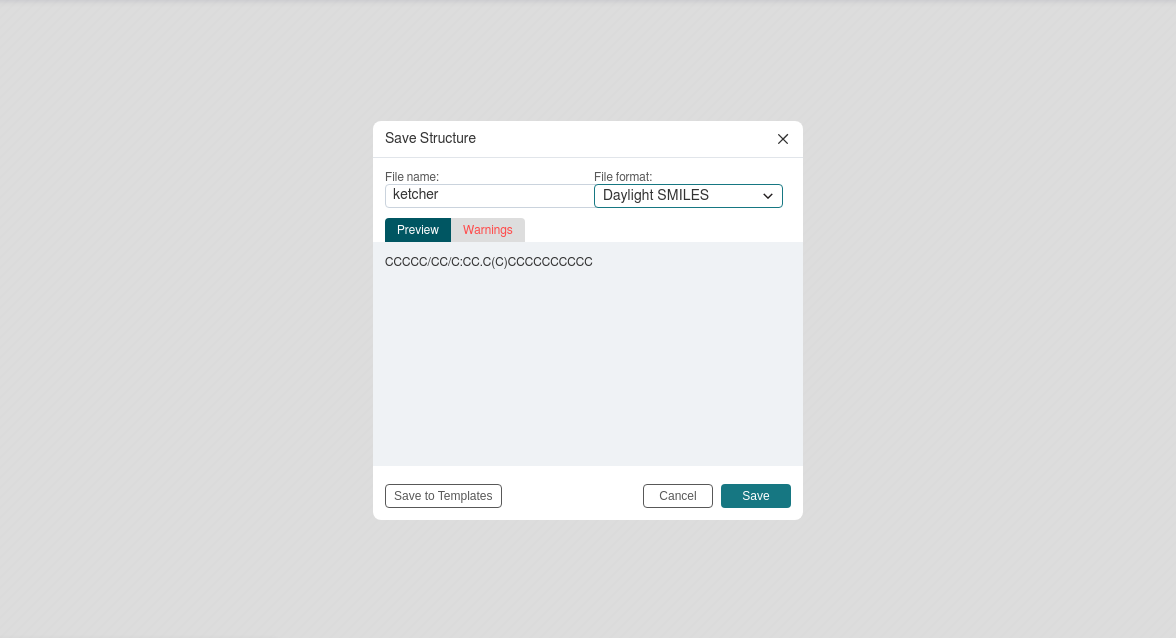 Save Structure
File name:
File format:
ketcher
Daylight SMILES
Preview
Warnings
CCCCC/CC/C:CC.C(C)CCCCCCCCCC
Save to Templates
Cancel
Save